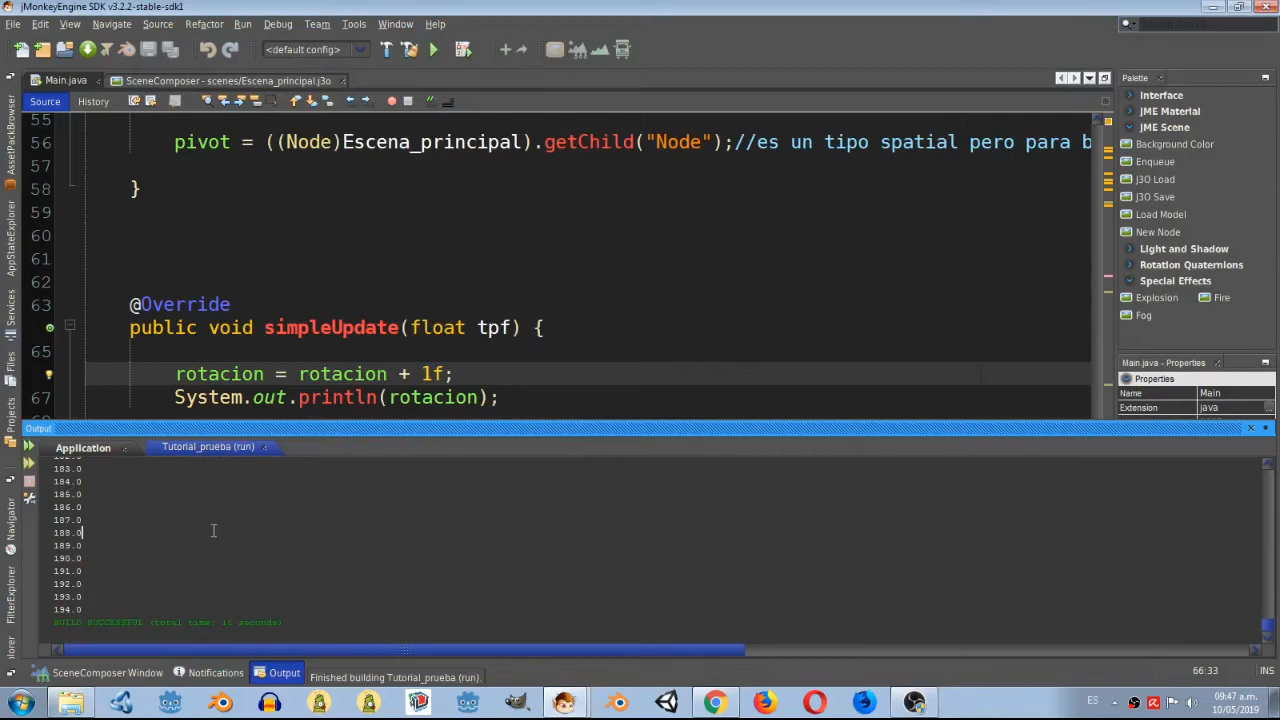 jMonkeyEngine SDK v3.2.2-stable-sdk1
File Edit View Navigate Source Refactor Run Debug Team Tools Window Help
<default config>
Main.java SceneComposer - scenes/Escena_principal.j3o
Source History
55
56 pivot = ((Node)Escena_principal).getChild("Node");//es un tipo spatial pero para b
57
58 }
59
60
61
62
63 @Override
public void simpleUpdate(float tpf) {
65
rotacion = rotacion + 1f;
67 System.out.println(rotacion);
AssetPackBrowser
AppStateExplorer
Services
Files
Projects
Navigator
FilterExplorer
Palette
Interface
JME Material
JME Scene
Background Color
Enqueue
J3O Load
J3O Save
Load Model
New Node
Light and Shadow
Rotation Quaternions
Special Effects
Explosion Fire
Fog
Main.java - Properties
Properties
Name Main
Extension java ...
Output
Application Tutorial_prueba (run)
183.0
184.0
185.0
186.0
187.0
188.0
189.0
190.0
191.0
192.0
193.0
194.0
BUILD SUCCESSFUL (total time: 11 seconds)
SceneComposer Window Notifications Output Finished building Tutorial_prueba (run). 66:33 INS
ES 09:47 a.m.
10/05/2019